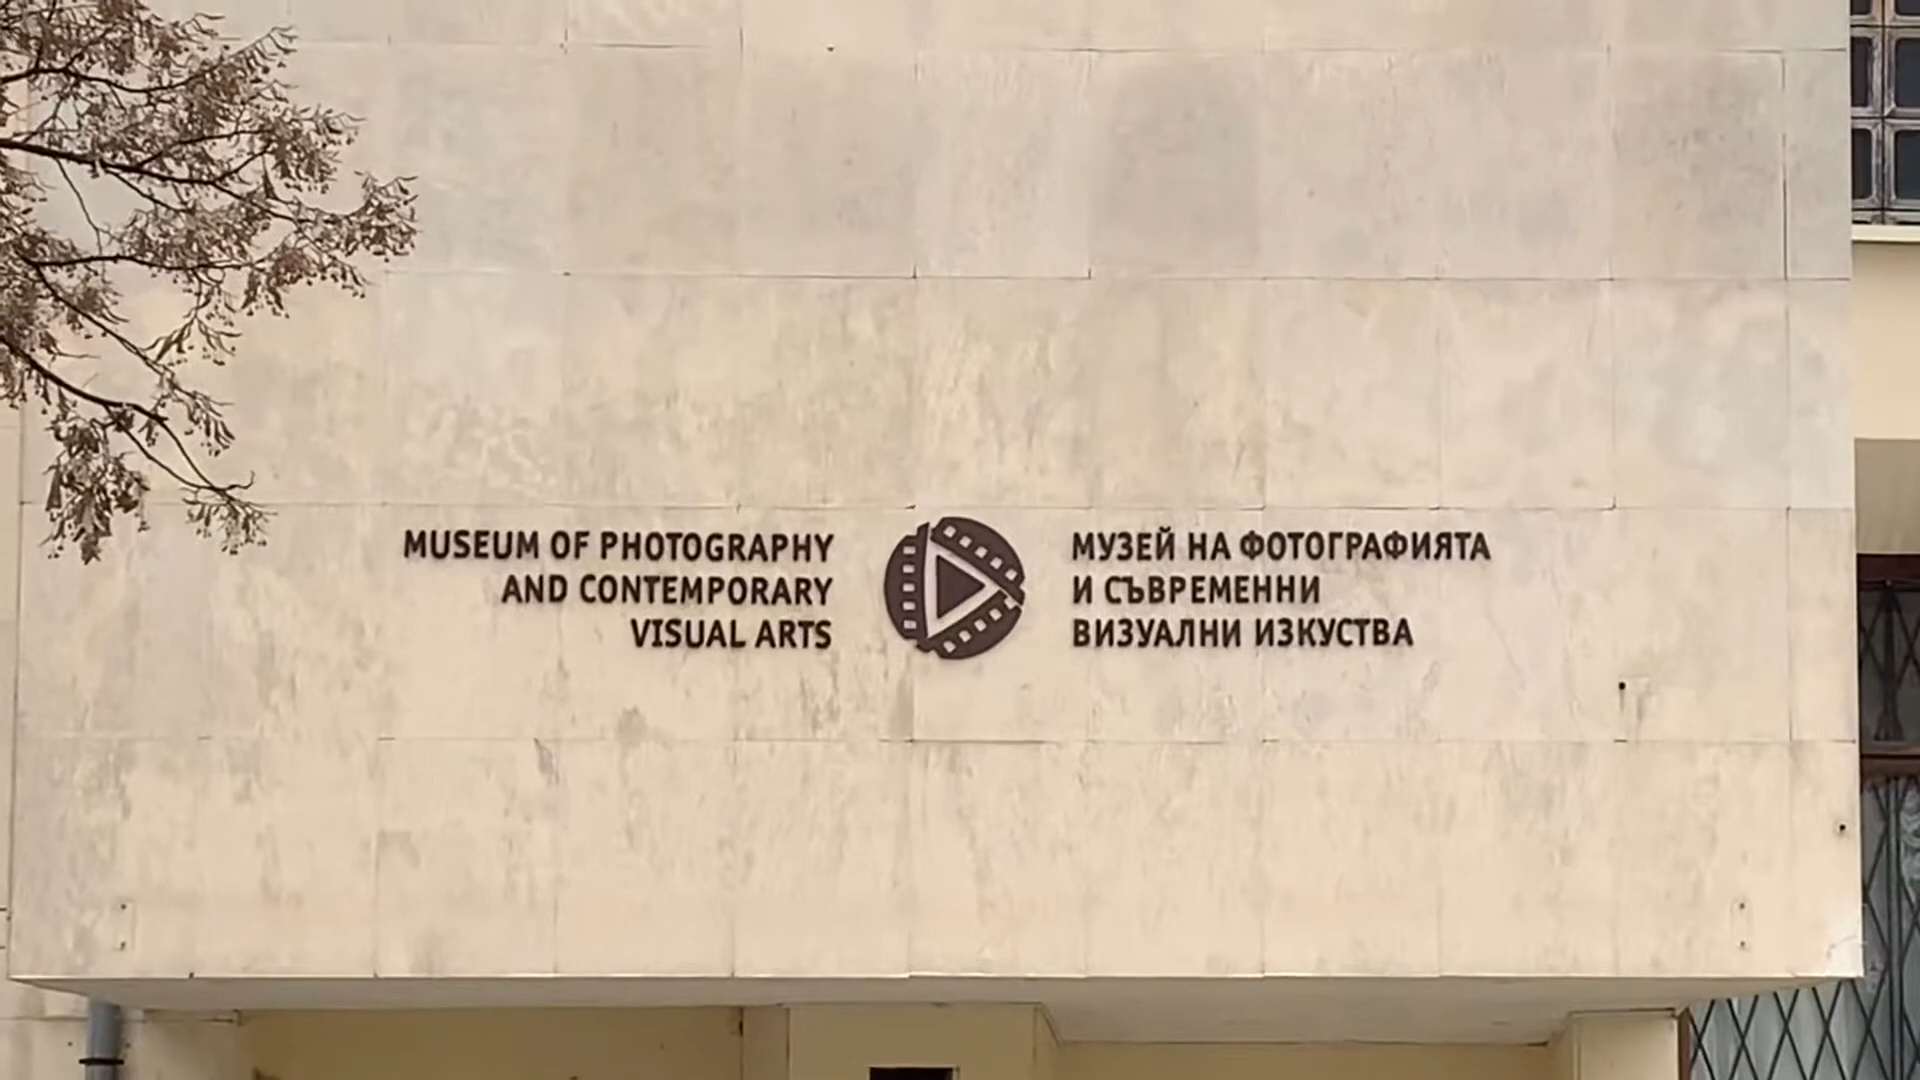 MUSEUM OF PHOTOGRAPHY
AND CONTEMPORARY
VISUAL ARTS
МУЗЕЙ НА ФОТОГРАФИЯТА
И СЪВРЕМЕННИ
ВИЗУАЛНИ ИЗКУСТВА